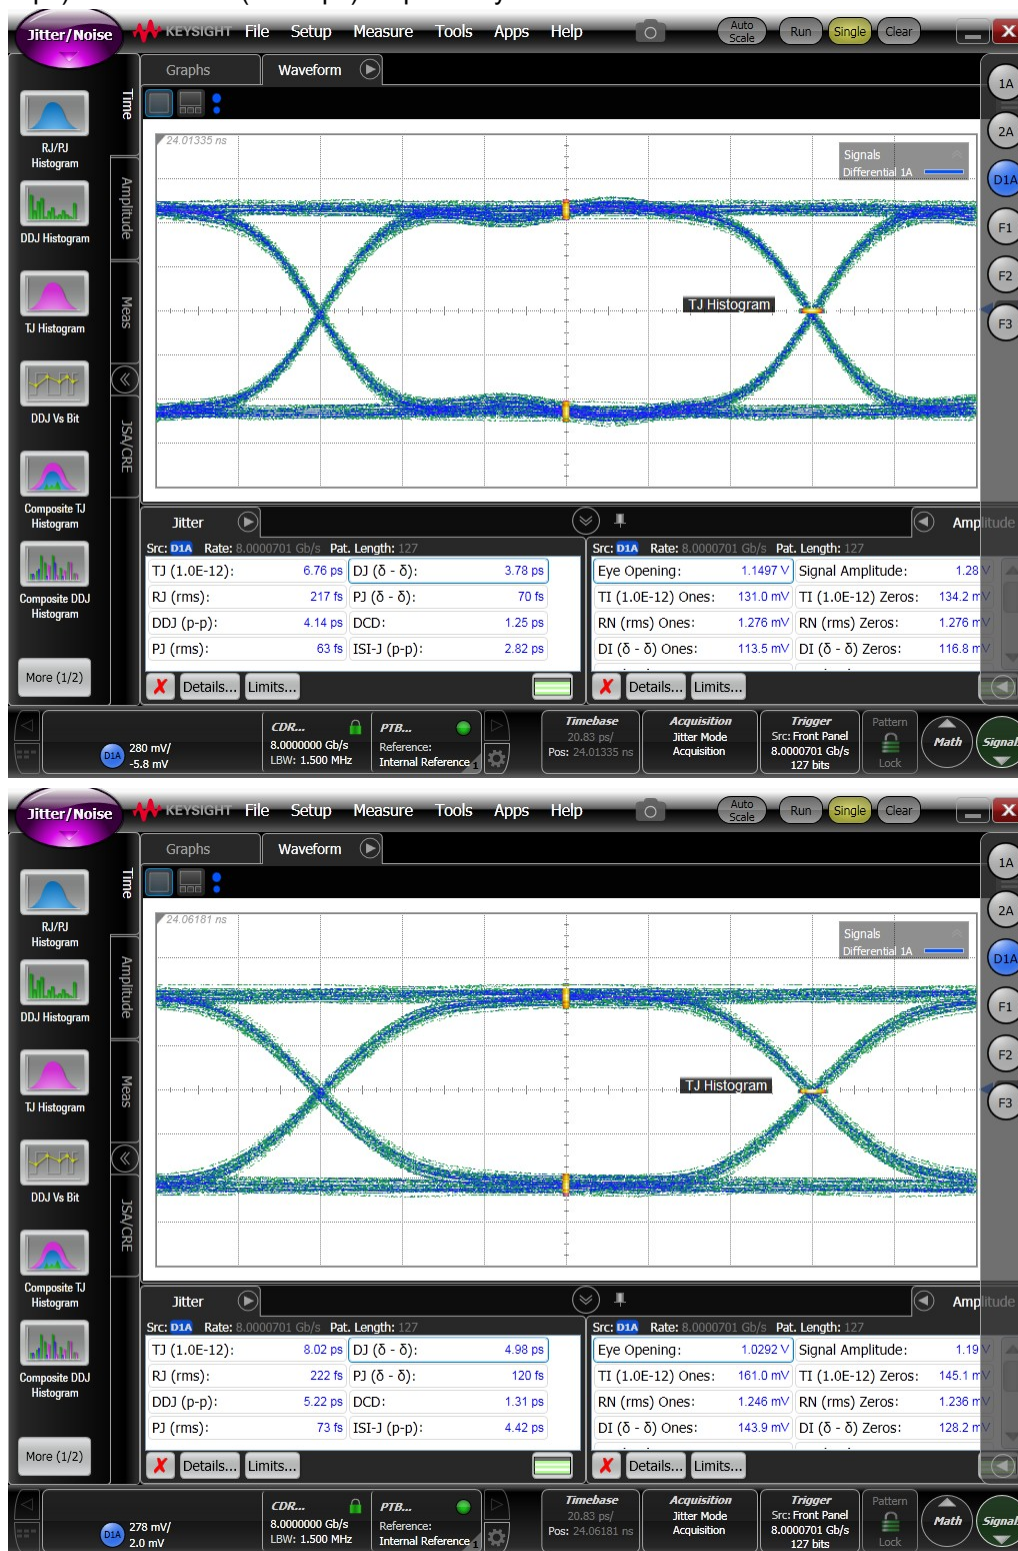 Jitter/Noise KEYSIGHT File Setup Measure Tools Apps Help Auto Scale Run Single Clear X
Graphs Waveform
Time
Amplitude
Meas
JSA/CRE
RJ/PJ
Histogram
DDJ Histogram
TJ Histogram
DDJ Vs Bit
Composite TJ
Histogram
Composite DDJ
Histogram
More (1/2)
24.01335 ns
Signals
Differential 1A
TJ Histogram
1A
2A
D1A
F1
F2
F3
Jitter
Src: D1A Rate: 8.0000701 Gb/s Pat. Length: 127
TJ (1.0E-12): 6.76 ps DJ (δ - δ): 3.78 ps
RJ (rms): 217 fs PJ (δ - δ): 70 fs
DDJ (p-p): 4.14 ps DCD: 1.25 ps
PJ (rms): 63 fs ISI-J (p-p): 2.82 ps
Details... Limits...
Amplitude
Src: D1A Rate: 8.0000701 Gb/s Pat. Length: 127
Eye Opening: 1.1497 V Signal Amplitude: 1.28 V
TI (1.0E-12) Ones: 131.0 mV TI (1.0E-12) Zeros: 134.2 mV
RN (rms) Ones: 1.276 mV RN (rms) Zeros: 1.276 mV
DI (δ - δ) Ones: 113.5 mV DI (δ - δ) Zeros: 116.8 mV
Details... Limits...
D1A 280 mV/
-5.8 mV
CDR...
8.0000000 Gb/s
LBW: 1.500 MHz
PTB...
Reference:
Internal Reference 1
Timebase
20.83 ps/
Pos: 24.01335 ns
Acquisition
Jitter Mode
Acquisition
Trigger
Src: Front Panel
8.0000701 Gb/s
127 bits
Pattern
Lock
Math
Signals
Jitter/Noise KEYSIGHT File Setup Measure Tools Apps Help Auto Scale Run Single Clear X
Graphs Waveform
Time
Amplitude
Meas
JSA/CRE
RJ/PJ
Histogram
DDJ Histogram
TJ Histogram
DDJ Vs Bit
Composite TJ
Histogram
Composite DDJ
Histogram
More (1/2)
24.06181 ns
Signals
Differential 1A
TJ Histogram
1A
2A
D1A
F1
F2
F3
Jitter
Src: D1A Rate: 8.0000701 Gb/s Pat. Length: 127
TJ (1.0E-12): 8.02 ps DJ (δ - δ): 4.98 ps
RJ (rms): 222 fs PJ (δ - δ): 120 fs
DDJ (p-p): 5.22 ps DCD: 1.31 ps
PJ (rms): 73 fs ISI-J (p-p): 4.42 ps
Details... Limits...
Amplitude
Src: D1A Rate: 8.0000701 Gb/s Pat. Length: 127
Eye Opening: 1.0292 V Signal Amplitude: 1.19 V
TI (1.0E-12) Ones: 161.0 mV TI (1.0E-12) Zeros: 145.1 mV
RN (rms) Ones: 1.246 mV RN (rms) Zeros: 1.236 mV
DI (δ - δ) Ones: 143.9 mV DI (δ - δ) Zeros: 128.2 mV
Details... Limits...
D1A 278 mV/
2.0 mV
CDR...
8.0000000 Gb/s
LBW: 1.500 MHz
PTB...
Reference:
Internal Reference 1
Timebase
20.83 ps/
Pos: 24.06181 ns
Acquisition
Jitter Mode
Acquisition
Trigger
Src: Front Panel
8.0000701 Gb/s
127 bits
Pattern
Lock
Math
Signals